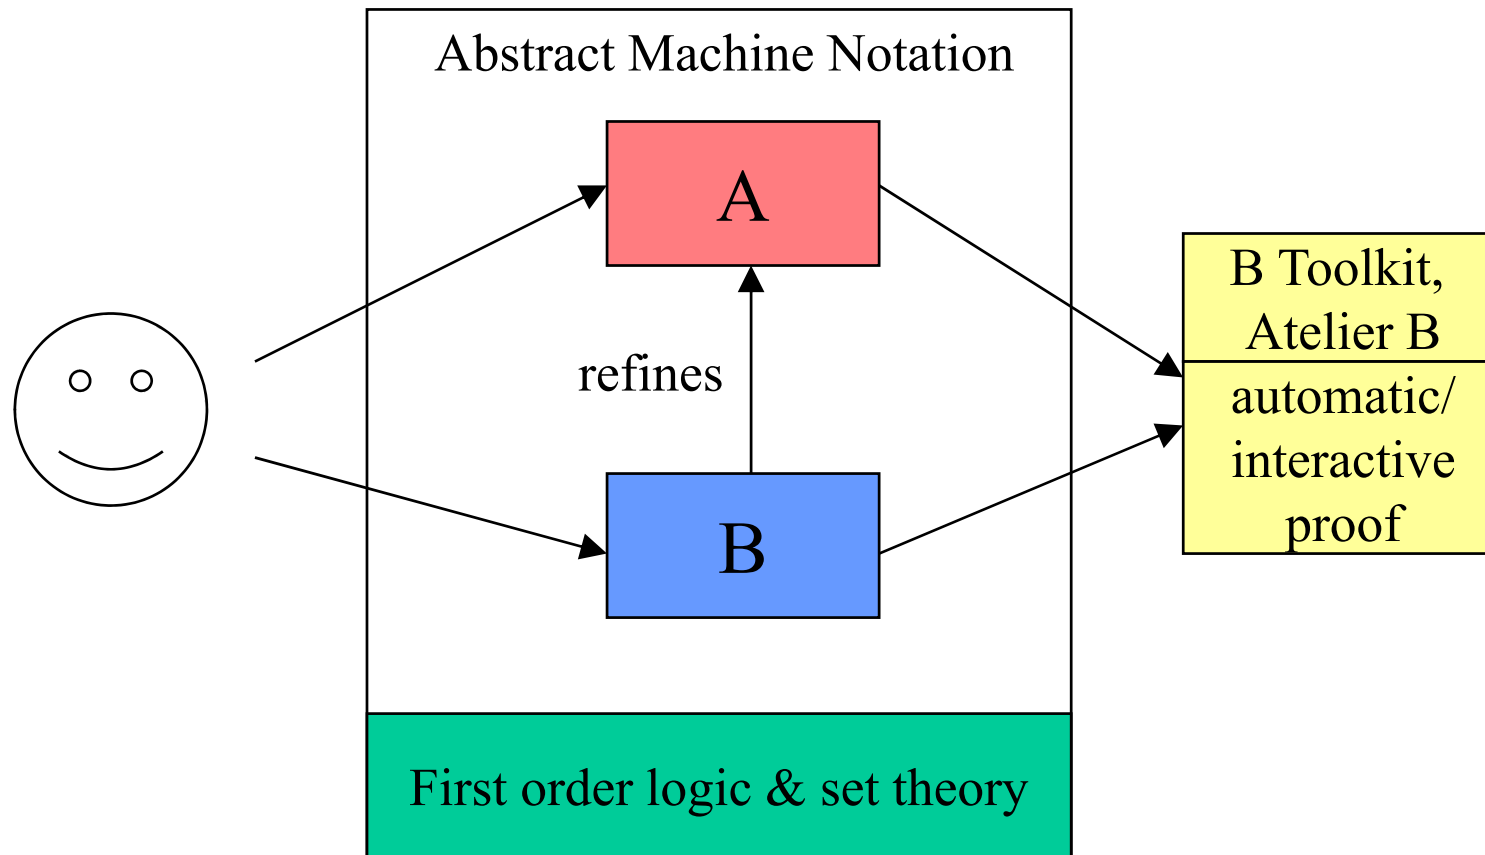 Abstract Machine Notation
A
B Toolkit,
Atelier B
refines
automatic/
interactive
proof
B
First order logic & set theory